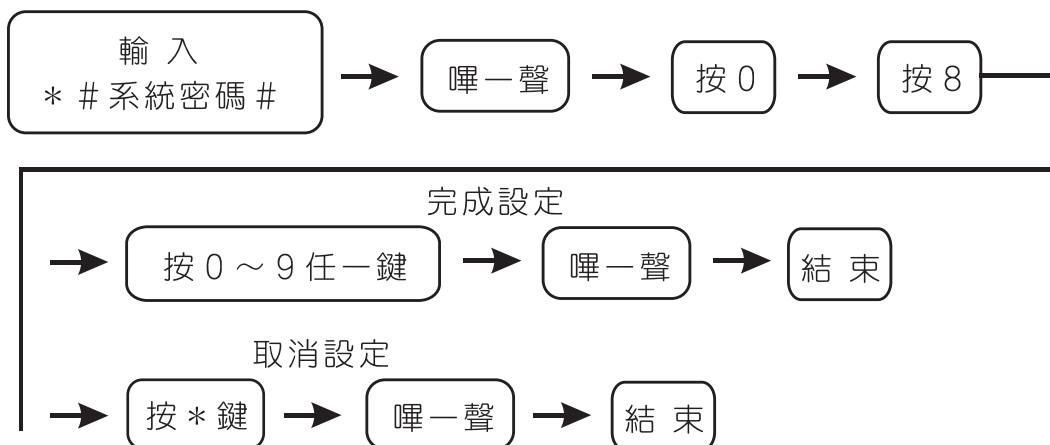 輸入
*#系統密碼#
嗶一聲
按0
按8
完成設定
按0～9任一鍵
嗶一聲
結束
取消設定
按*鍵
嗶一聲
結束